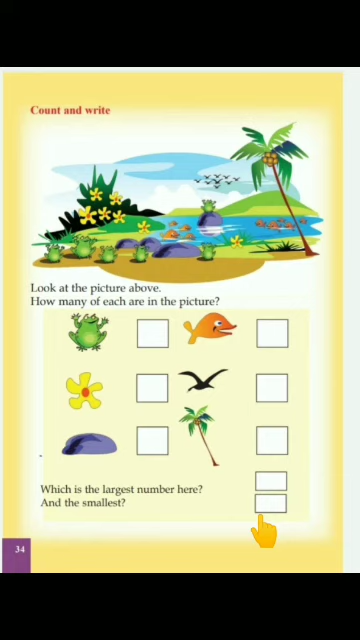 Count and write
Look at the picture above.
How many of each are in the picture?
Which is the largest number here?
And the smallest?
34